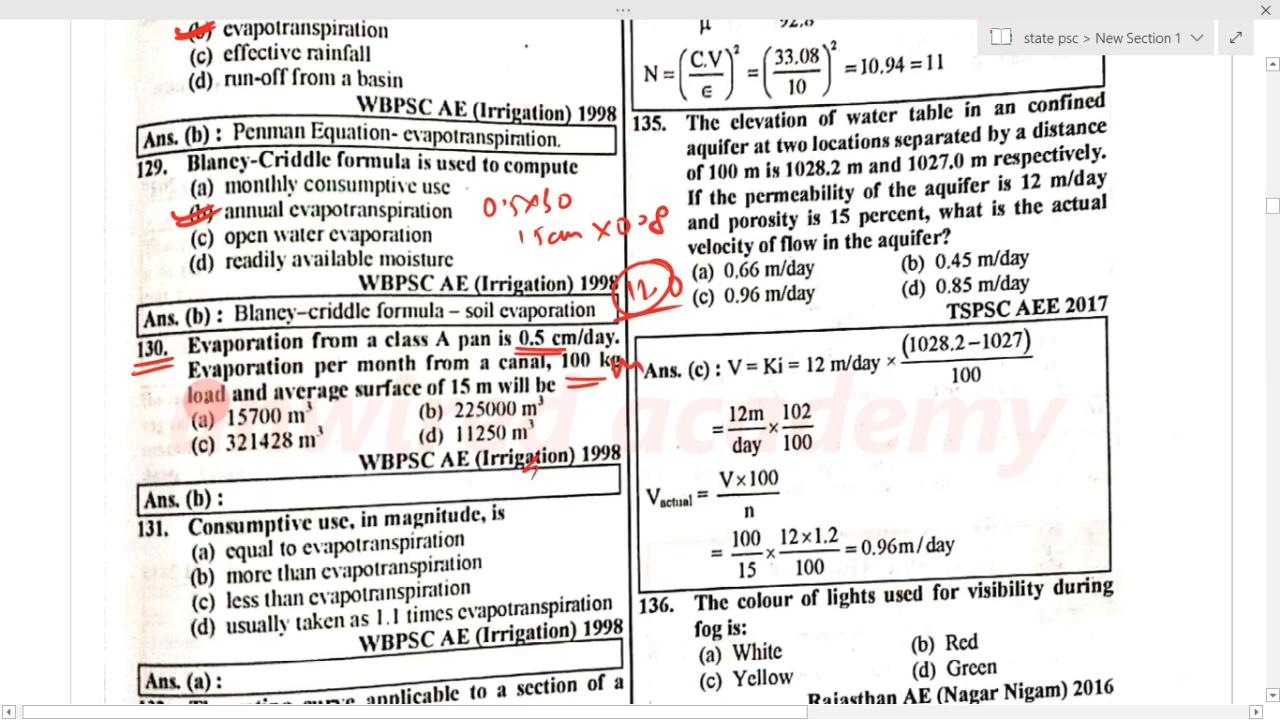 (b) evapotranspiration
(c) effective rainfall
(d) run-off from a basin
WBPSC AE (Irrigation) 1998
Ans. (b) : Penman Equation- evapotranspiration.
129. Blaney-Criddle formula is used to compute
(a) monthly consumptive use
(b) annual evapotranspiration
(c) open water evaporation
(d) readily available moisture
WBPSC AE (Irrigation) 1998
Ans. (b) : Blaney–criddle formula – soil evaporation
0.5x30
15cm x 0.8
12.0
130. Evaporation from a class A pan is 0.5 cm/day.
Evaporation per month from a canal, 100 km
load and average surface of 15 m will be
(a) 15700 m³
(b) 225000 m³
(c) 321428 m³
(d) 11250 m³
WBPSC AE (Irrigation) 1998
Ans. (b) :
131. Consumptive use, in magnitude, is
(a) equal to evapotranspiration
(b) more than evapotranspiration
(c) less than evapotranspiration
(d) usually taken as 1.1 times evapotranspiration
WBPSC AE (Irrigation) 1998
Ans. (a) :
applicable to a section of a
μ 92.8
N = (C.V/ϵ)² = (33.08/10)² = 10.94 = 11
135. The elevation of water table in an confined
aquifer at two locations separated by a distance
of 100 m is 1028.2 m and 1027.0 m respectively.
If the permeability of the aquifer is 12 m/day
and porosity is 15 percent, what is the actual
velocity of flow in the aquifer?
(a) 0.66 m/day
(b) 0.45 m/day
(c) 0.96 m/day
(d) 0.85 m/day
TSPSC AEE 2017
Ans. (c) : V = Ki = 12 m/day × (1028.2–1027)/100
= 12m/day × 102/100
Vactual = V×100/n
= 100/15 × 12×1.2/100 = 0.96m/day
136. The colour of lights used for visibility during
fog is:
(a) White
(b) Red
(c) Yellow
(d) Green
Rajasthan AE (Nagar Nigam) 2016
state psc > New Section 1
academy